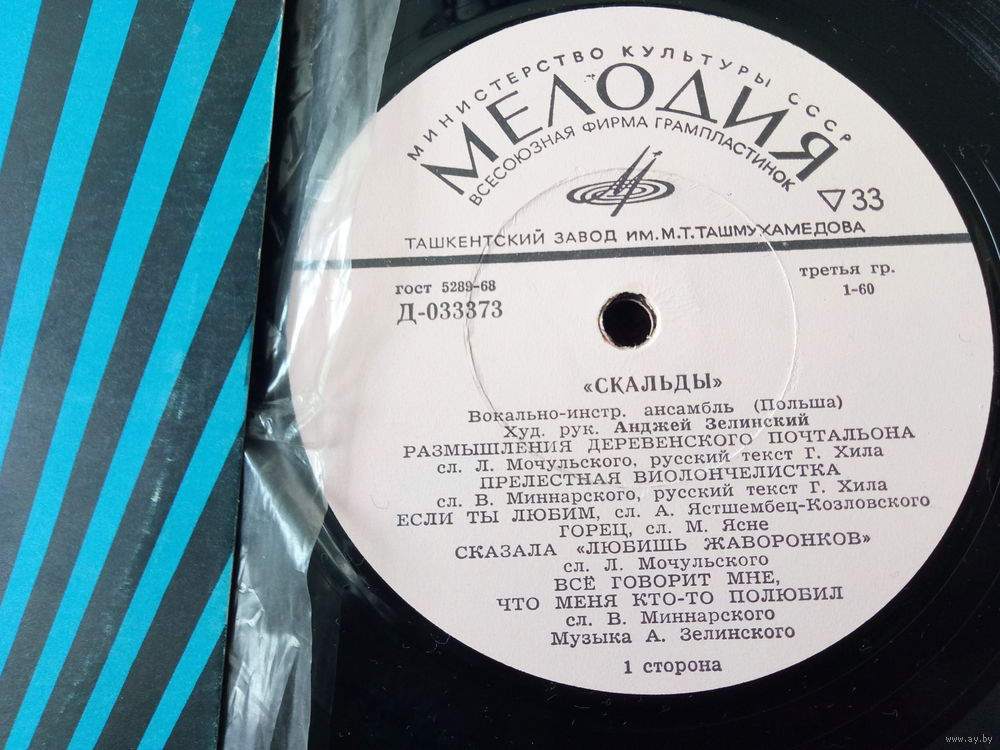 МИНИСТЕРСТВО КУЛЬТУРЫ СССР
МЕЛОДИЯ
ВСЕСОЮЗНАЯ ФИРМА ГРАМПЛАСТИНОК
33
ТАШКЕНТСКИЙ ЗАВОД ИМ. М.Т. ТАШМУХАМЕДОВА
гост 5289-68
третья гр.
Д-033373
1-60
«СКАЛЬДЫ»
Вокально-инстр. ансамбль (Польша)
Худ. рук. Анджей Зелинский
РАЗМЫШЛЕНИЯ ДЕРЕВЕНСКОГО ПОЧТАЛЬОНА
сл. Л. Мочульского, русский текст Г. Хила
ПРЕЛЕСТНАЯ ВИОЛОНЧЕЛИСТКА
сл. В. Миннарского, русский текст Г. Хила
ЕСЛИ ТЫ ЛЮБИМ, сл. А. Ястшембец-Козловского
ГОРЕЦ, сл. М. Ясне
СКАЗАЛА «ЛЮБИШЬ ЖАВОРОНКОВ»
сл. Л. Мочульского
ВСЁ ГОВОРИТ МНЕ,
ЧТО МЕНЯ КТО-ТО ПОЛЮБИЛ
сл. В. Миннарского
Музыка А. Зелинского
1 сторона
www.ay.by